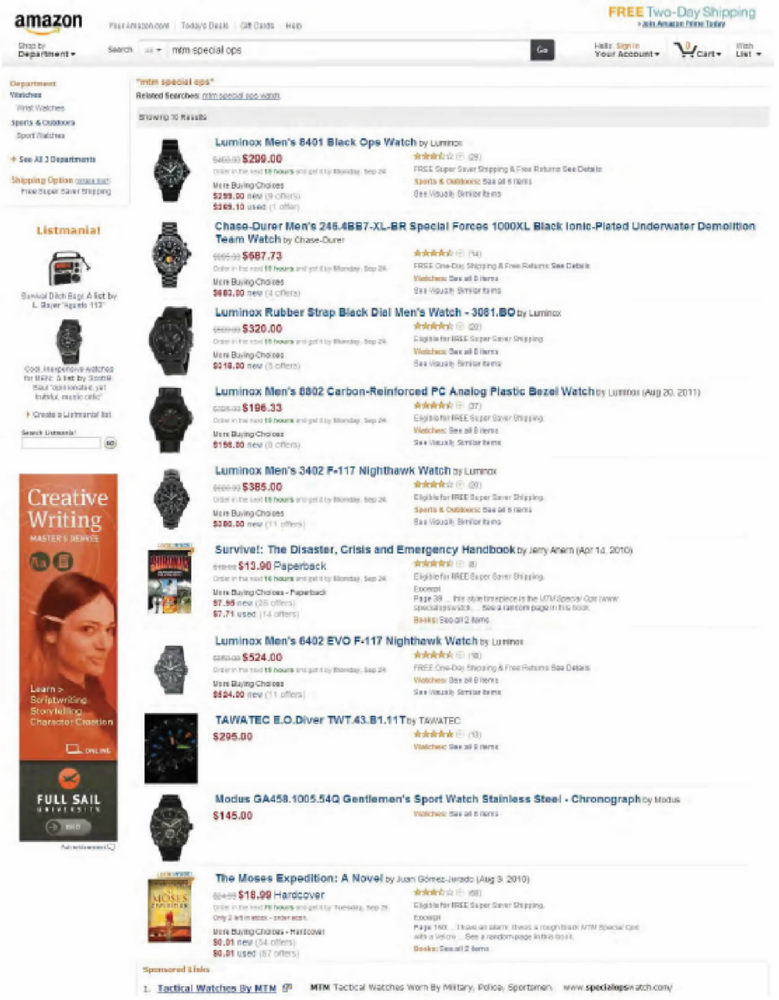 amazon
Your Amazon.com | Today's Deals | Gift Cards | Help
FREE Two-Day Shipping
Join Amazon Prime Today
Shop by
Department
Search
All
mtm special ops
Go
Hello. Sign in
Your Account
0
Cart
Wish
List
Department
Watches
Wrist Watches
Sports & Outdoors
Sport Watches
+ See All 3 Departments
Shipping Option
Free Super Saver Shipping
"mtm special ops"
Related Searches: mtm special ops watch
Showing 10 Results
Luminox Men's 8401 Black Ops Watch by Luminox
$299.00
(28)
Order in the next 19 hours and get it by Monday, Sep 24
FREE Super Saver Shipping & Free Returns See Details
More Buying Choices
Sports & Outdoors: See all 6 items
$299.00 new (9 offers)
See Visually Similar Items
$269.10 used (1 offer)
Chase-Durer Men's 246.4BB7-XL-BR Special Forces 1000XL Black Ionic-Plated Underwater Demolition
Team Watch by Chase-Durer
$687.73
(14)
Order in the next 19 hours and get it by Monday, Sep 24
FREE One-Day Shipping & Free Returns See Details
More Buying Choices
Watches: See all 8 items
$683.00 new (4 offers)
See Visually Similar Items
Luminox Rubber Strap Black Dial Men's Watch - 3081.BO by Luminox
$320.00
(20)
Order in the next 19 hours and get it by Monday, Sep 24
Eligible for FREE Super Saver Shipping.
More Buying Choices
Watches: See all 8 items
$318.00 new (5 offers)
See Visually Similar Items
Luminox Men's 8802 Carbon-Reinforced PC Analog Plastic Bezel Watch by Luminox (Aug 20, 2011)
$196.33
(37)
Order in the next 19 hours and get it by Monday, Sep 24
Eligible for FREE Super Saver Shipping.
More Buying Choices
Watches: See all 8 items
new (8 offers)
See Visually Similar Items
Luminox Men's 3402 F-117 Nighthawk Watch by Luminox
$385.00
(20)
Order in the next 19 hours and get it by Monday, Sep 24
Eligible for FREE Super Saver Shipping.
More Buying Choices
Sports & Outdoors: See all 6 items
$380.00 new (11 offers)
See Visually Similar Items
Survive!: The Disaster, Crisis and Emergency Handbook by Jerry Ahern (Apr 14, 2010)
$13.90 Paperback
(8)
Order in the next 16 hours and get it by Monday, Sep 24
Eligible for FREE Super Saver Shipping.
More Buying Choices - Paperback
Excerpt
$7.95 new (26 offers)
Page 39 ... this style timepiece is the MTM Special Ops (www.
specialopswatch ... See a random page in this book.
$7.71 used (14 offers)
Books: See all 2 items
Luminox Men's 6402 EVO F-117 Nighthawk Watch by Luminox
$524.00
Order in the next 19 hours and get it by Monday, Sep 24
FREE One-Day Shipping & Free Returns See Details
More Buying Choices
Watches: See all 8 items
$524.00 new (11 offers)
See Visually Similar Items
TAWATEC E.O.Diver TWT.43.B1.11T by TAWATEC
$295.00
(13)
Watches: See all 8 items
Modus GA458.1005.54Q Gentlemen's Sport Watch Stainless Steel - Chronograph by Modus
$145.00
Watches: See all 8 items
LOOK INSIDE!
MOSES
EXPEDITION
The Moses Expedition: A Novel by Juan Gómez-Jurado (Aug 3, 2010)
$24.99 $18.99 Hardcover
(68)
Order in the next 70 hours and get it by Tuesday, Sep
Eligible for FREE Super Saver Shipping.
Only 2 left in stock - order soon.
Excerpt
More Buying Choices - Hardcover
Page 160 ... I have an alarm. It was a rough black MTM Special Ops
with a Velcro ... See a random page in this book.
$0.01 new (54 offers)
$0.01 used (87 offers)
Books: See all 2 items
Sponsored Links
1. Tactical Watches By MTM
MTM Tactical Watches Worn By Military, Police, Sportsmen. www.specialopswatch.com/
Listmania!
Survival Ditch Bags: A list by
L. Bayer
Cool, inexpensive watches
for MEN: A list by Scott
"opinionated, yet
truthful, music critic"
Create a Listmania! list
Search Listmania!
GO
Creative
Writing
MASTER'S DEGREE
Aa
Learn >
Scriptwriting
Storytelling
Character Creation
ONLINE
FULL SAIL
UNIVERSITY
INFO
Advertisement